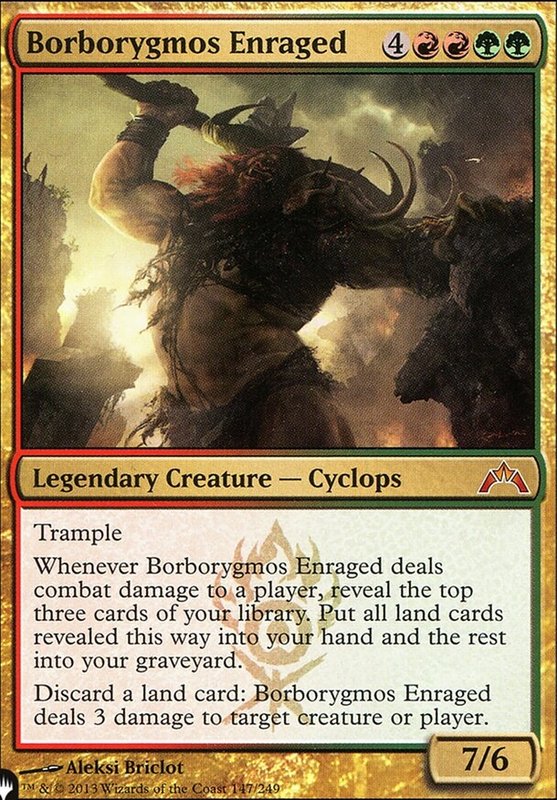 Borborygmos Enraged 4
Legendary Creature — Cyclops
Trample
Whenever Borborygmos Enraged deals
combat damage to a player, reveal the top
three cards of your library. Put all land cards
revealed this way into your hand and the rest
into your graveyard.
Discard a land card: Borborygmos Enraged
deals 3 damage to target creature or player.
7/6
Aleksi Briclot
™ & © 2013 Wizards of the Coast 147/249